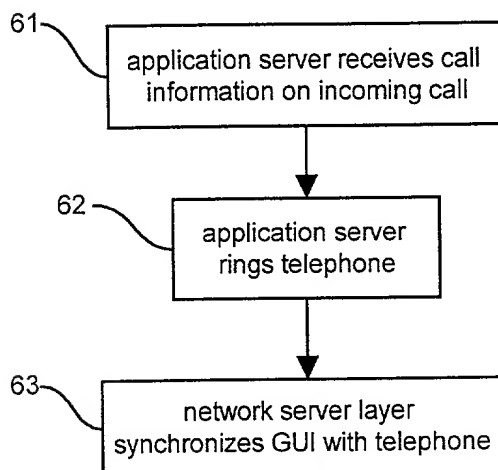 61
application server receives call
information on incoming call
62
application server
rings telephone
63
network server layer
synchronizes GUI with telephone